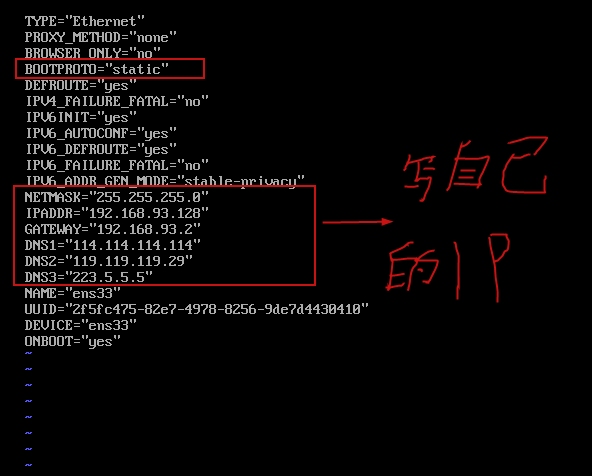 TYPE="Ethernet"
PROXY_METHOD="none"
BROWSER_ONLY="no"
BOOTPROTO="static"
DEFROUTE="yes"
IPV4_FAILURE_FATAL="no"
IPV6INIT="yes"
IPV6_AUTOCONF="yes"
IPV6_DEFROUTE="yes"
IPV6_FAILURE_FATAL="no"
IPV6_ADDR_GEN_MODE="stable-privacy"
NETMASK="255.255.255.0"
IPADDR="192.168.93.128"
GATEWAY="192.168.93.2"
DNS1="114.114.114.114"
DNS2="119.119.119.29"
DNS3="223.5.5.5"
NAME="ens33"
UUID="2f5fc475-82e7-4978-8256-9de7d4430410"
DEVICE="ens33"
ONBOOT="yes"
~
~
~
~
~
~
~
~
写自己
的IP